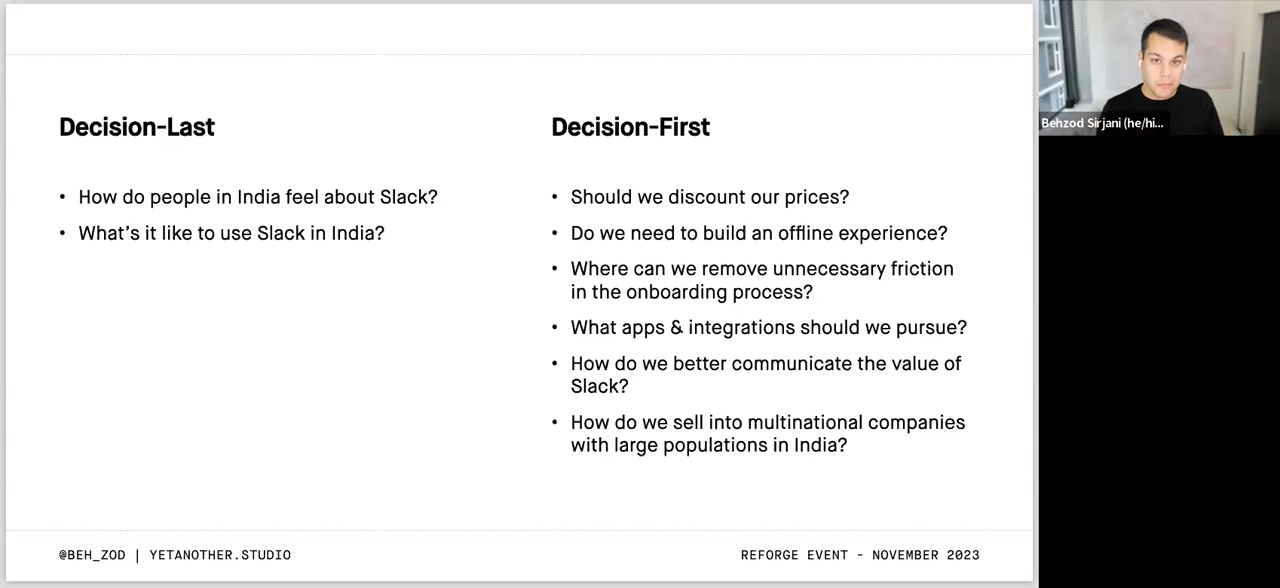 Decision-Last
• How do people in India feel about Slack?
• What’s it like to use Slack in India?
Decision-First
• Should we discount our prices?
• Do we need to build an offline experience?
• Where can we remove unnecessary friction
in the onboarding process?
• What apps & integrations should we pursue?
• How do we better communicate the value of
Slack?
• How do we sell into multinational companies
with large populations in India?
@BEH_ZOD | YETANOTHER.STUDIO
REFORGE EVENT - NOVEMBER 2023
Behzod Sirjani (he/hi...